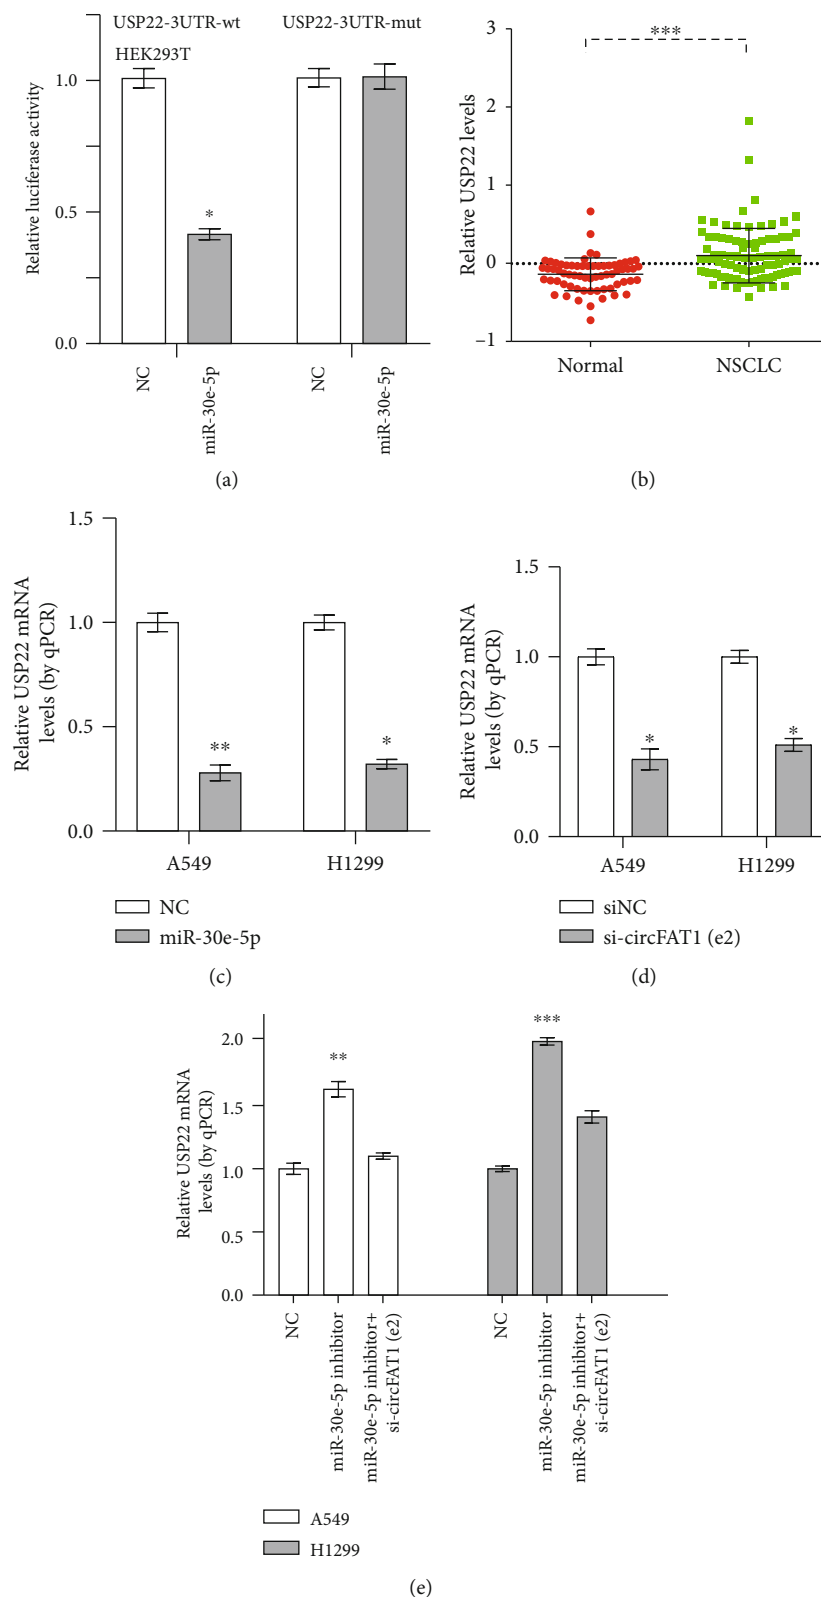 USP22-3UTR-wt
USP22-3UTR-mut
HEK293T
Relative luciferase activity
1.0
0.5
0.0
*
NC
miR-30e-5p
NC
miR-30e-5p
(a)
Relative USP22 levels
3
2
1
0
−1
***
Normal
NSCLC
(b)
Relative USP22 mRNA
levels (by qPCR)
1.5
1.0
0.5
0.0
**
*
A549
H1299
NC
miR-30e-5p
(c)
Relative USP22 mRNA
levels (by qPCR)
1.5
1.0
0.5
0.0
*
*
A549
H1299
siNC
si-circFAT1 (e2)
(d)
Relative USP22 mRNA
levels (by qPCR)
2.0
1.5
1.0
0.5
0.0
**
***
NC
miR-30e-5p inhibitor
miR-30e-5p inhibitor+
si-circFAT1 (e2)
NC
miR-30e-5p inhibitor
miR-30e-5p inhibitor+
si-circFAT1 (e2)
A549
H1299
(e)